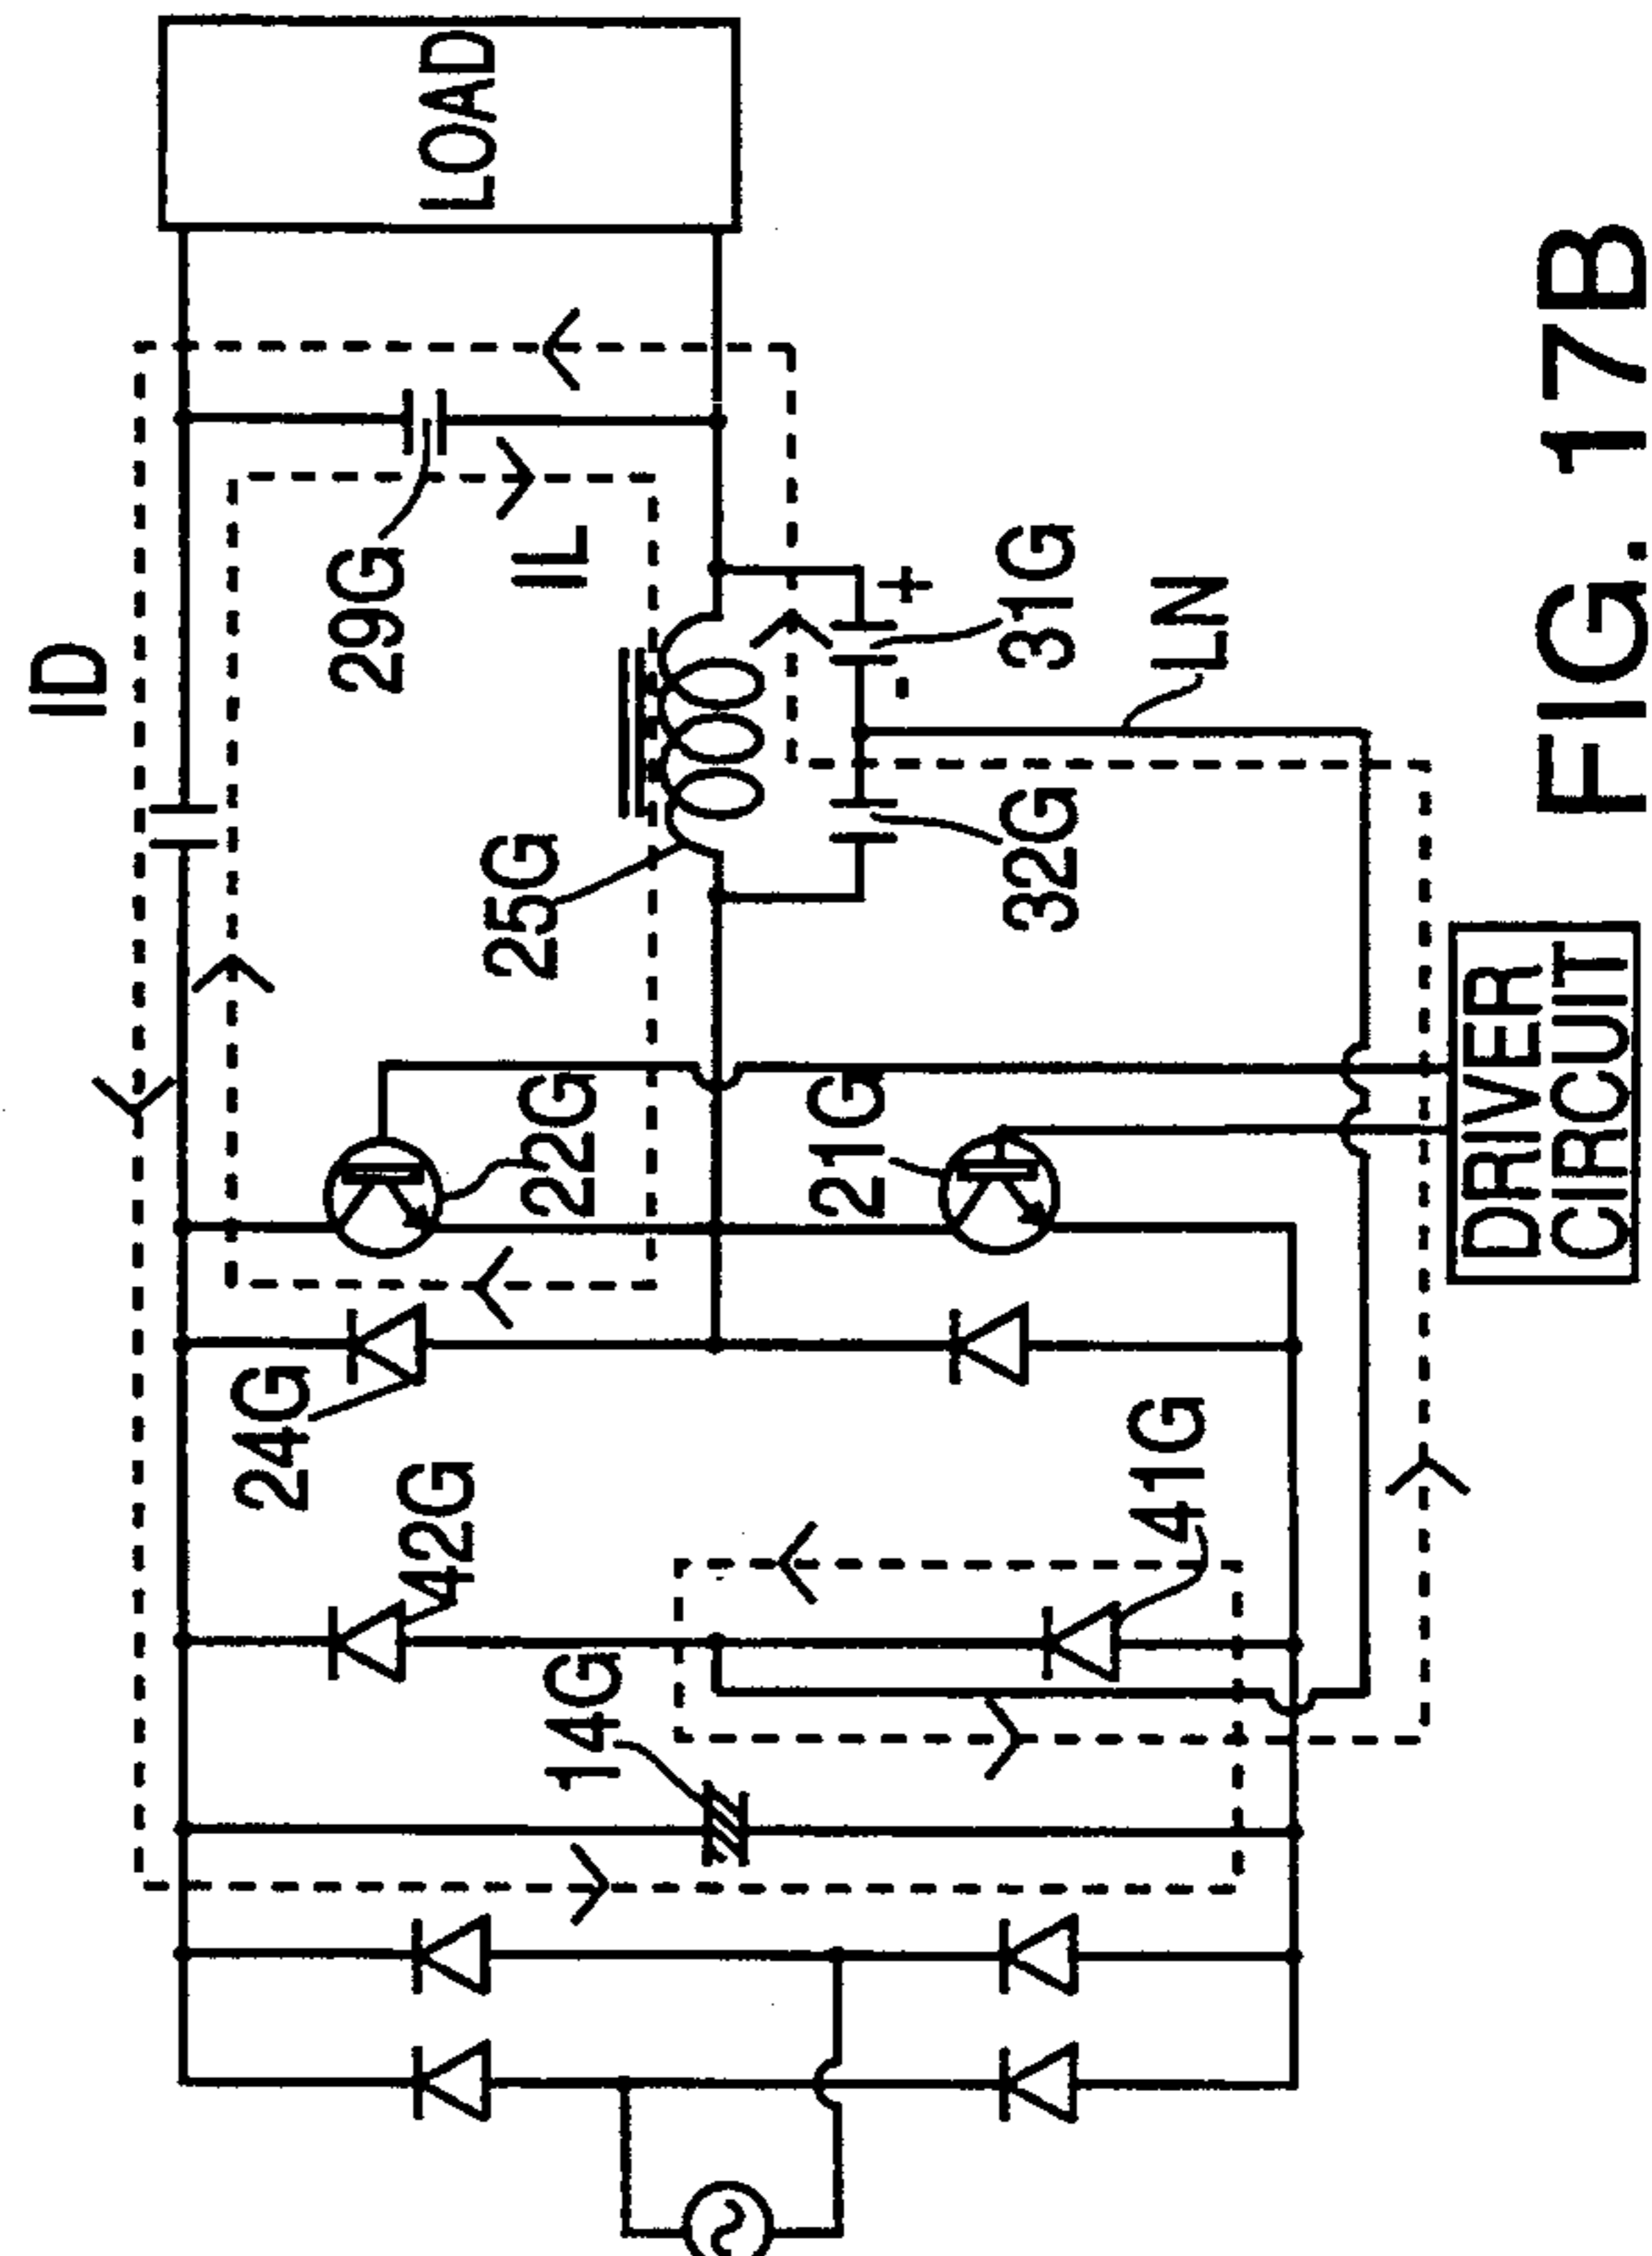 ID
LOAD
29G
IL
24G
42G
25G
22G
14G
21G
31G
+
-
32G
41G
LN
DRIVER
CIRCUIT
FIG. 17B